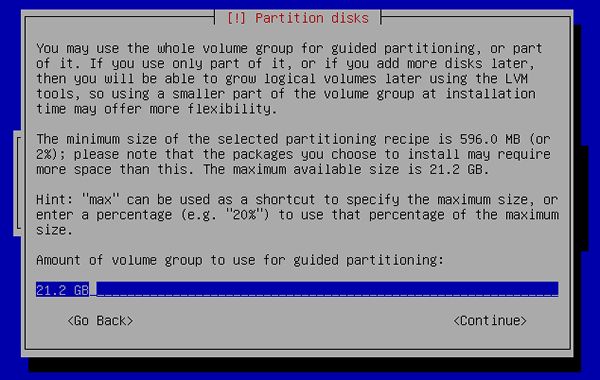 [!] Partition disks
You may use the whole volume group for guided partitioning, or part
of it. If you use only part of it, or if you add more disks later,
then you will be able to grow logical volumes later using the LVM
tools, so using a smaller part of the volume group at installation
time may offer more flexibility.
The minimum size of the selected partitioning recipe is 596.0 MB (or
2%); please note that the packages you choose to install may require
more space than this. The maximum available size is 21.2 GB.
Hint: "max" can be used as a shortcut to specify the maximum size, or
enter a percentage (e.g. "20%") to use that percentage of the maximum
size.
Amount of volume group to use for guided partitioning:
21.2 GB
<Go Back> <Continue>